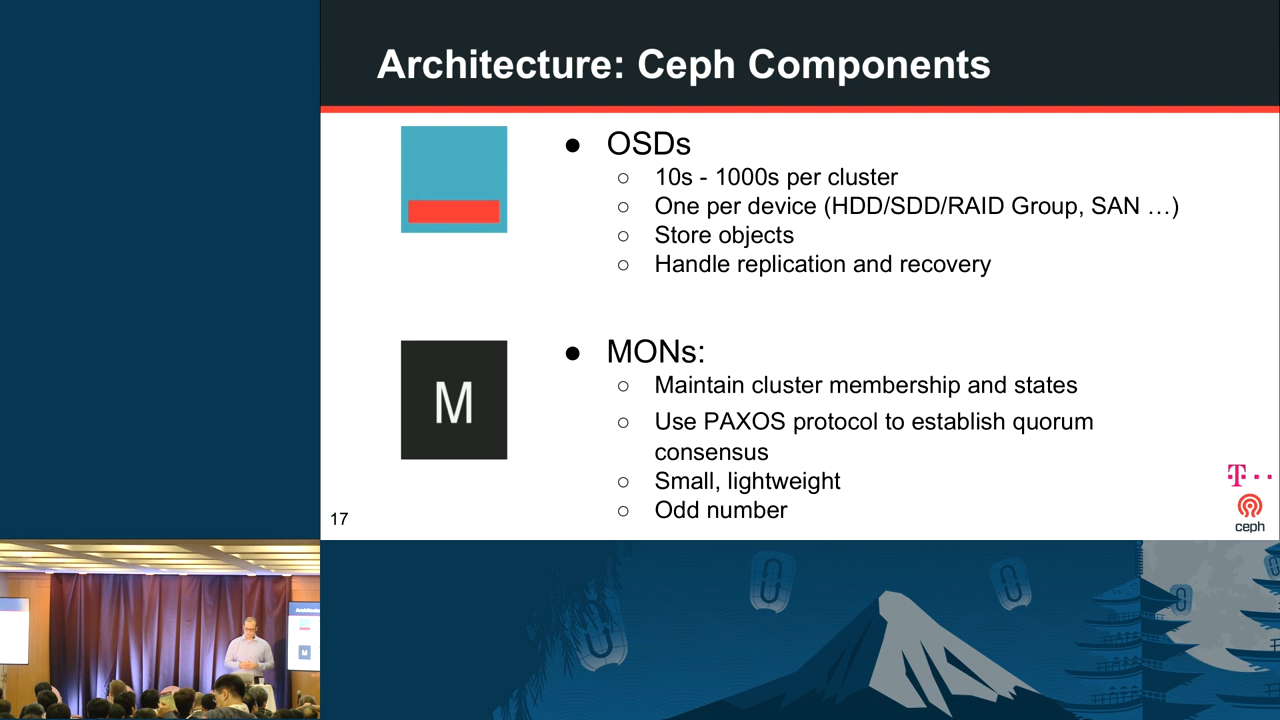 Architecture: Ceph Components
● OSDs
○ 10s - 1000s per cluster
○ One per device (HDD/SDD/RAID Group, SAN …)
○ Store objects
○ Handle replication and recovery
M
● MONs:
○ Maintain cluster membership and states
○ Use PAXOS protocol to establish quorum
consensus
○ Small, lightweight
○ Odd number
17
T
ceph
Architectur
M